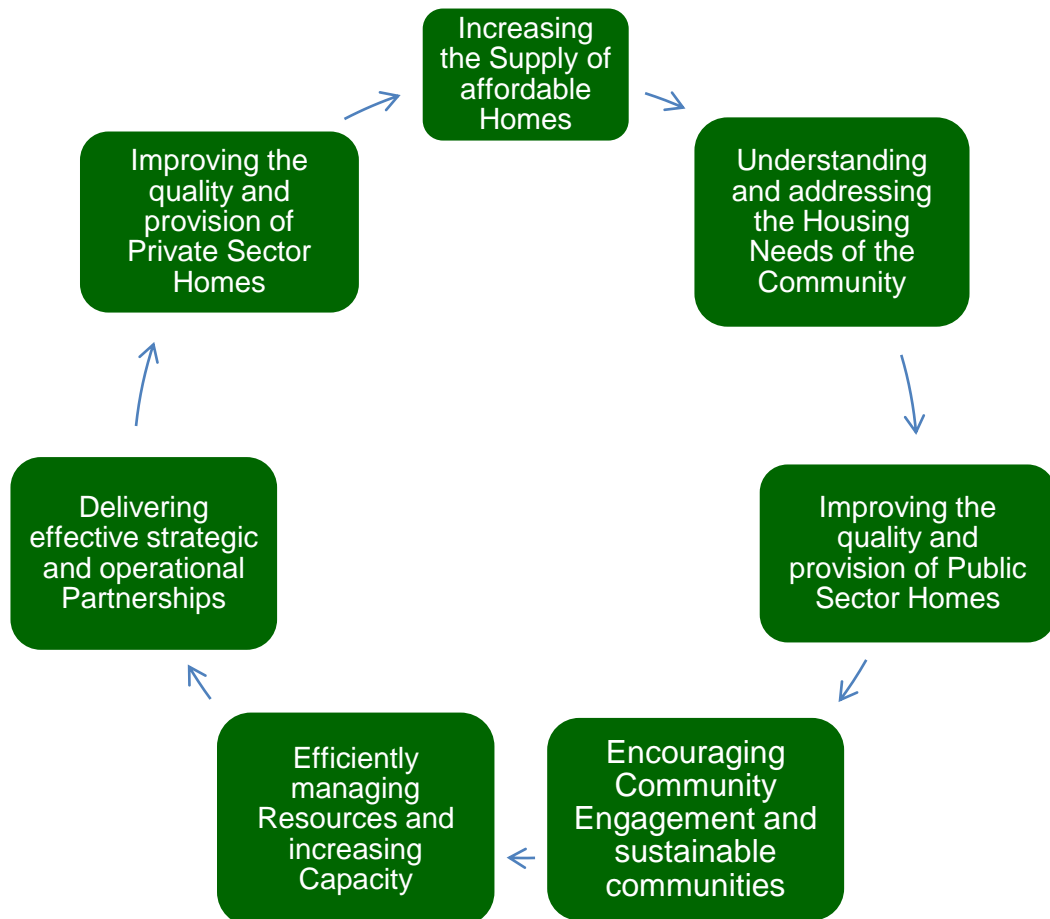 Increasing
the Supply of
affordable
Homes
Understanding
and addressing
the Housing
Needs of the
Community
Improving the
quality and
provision of Public
Sector Homes
Encouraging
Community
Engagement and
sustainable
communities
Efficiently
managing
Resources and
increasing
Capacity
Delivering
effective strategic
and operational
Partnerships
Improving the
quality and
provision of
Private Sector
Homes